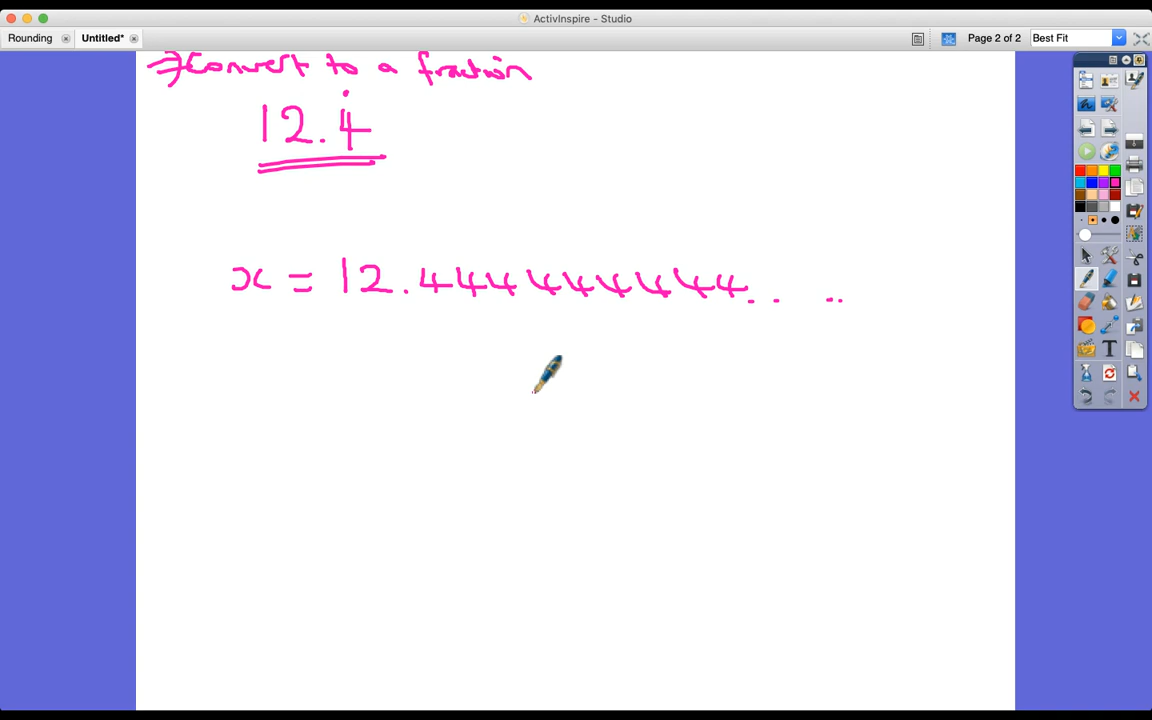 ActivInspire - Studio
Rounding
Untitled*
Page 2 of 2
Best Fit
⇒ Convert to a fraction
12.4̇
x = 12.444444444.. ..